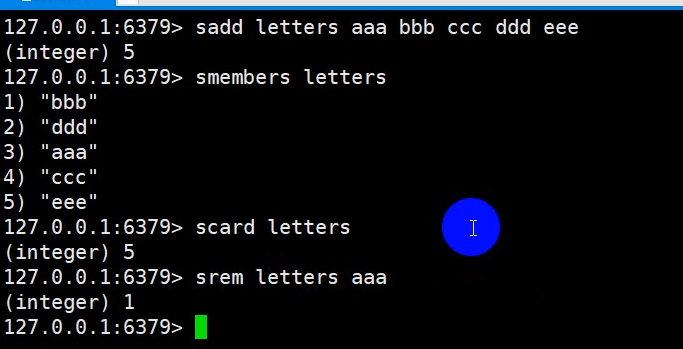 127.0.0.1:6379> sadd letters aaa bbb ccc ddd eee
(integer) 5
127.0.0.1:6379> smembers letters
1) "bbb"
2) "ddd"
3) "aaa"
4) "ccc"
5) "eee"
127.0.0.1:6379> scard letters
(integer) 5
127.0.0.1:6379> srem letters aaa
(integer) 1
127.0.0.1:6379>